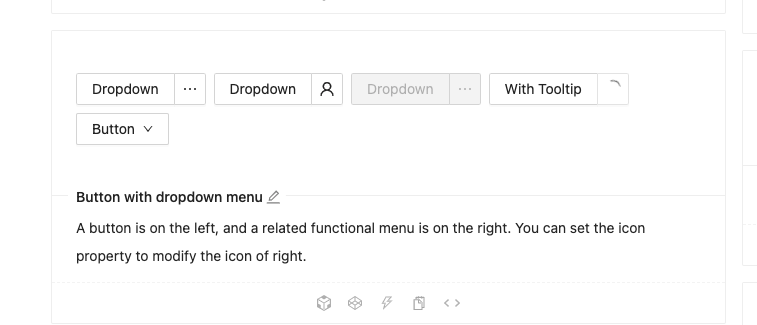 Dropdown
Dropdown
Dropdown
With Tooltip
Button
Button with dropdown menu
A button is on the left, and a related functional menu is on the right. You can set the icon
property to modify the icon of right.